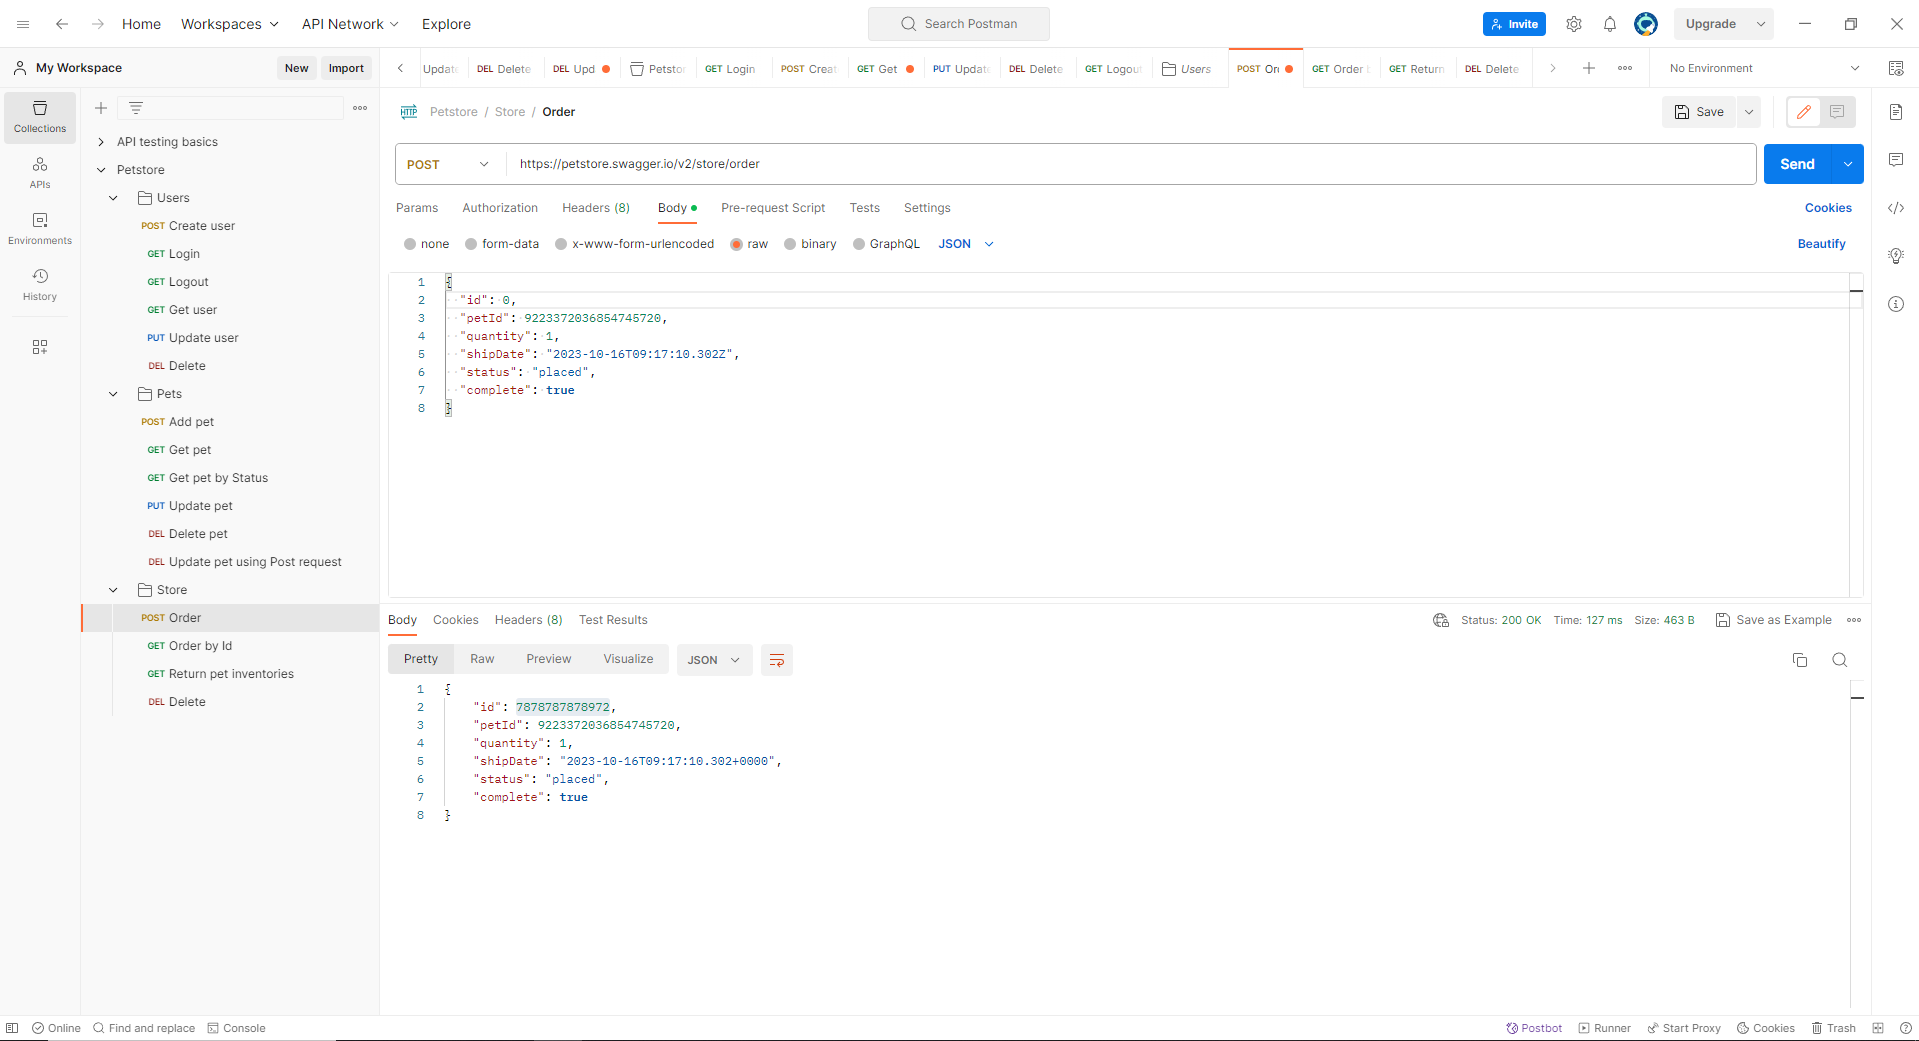 Home Workspaces API Network Explore Search Postman Invite Upgrade
My Workspace New Import Update DEL Delete DEL Upd Petstor GET Login POST Creat GET Get PUT Update DEL Delete GET Logout Users POST Or GET Order GET Return DEL Delete No Environment
Collections
APIs
Environments
History
API testing basics
Petstore
Users
POST Create user
GET Login
GET Logout
GET Get user
PUT Update user
DEL Delete
Pets
POST Add pet
GET Get pet
GET Get pet by Status
PUT Update pet
DEL Delete pet
DEL Update pet using Post request
Store
POST Order
GET Order by Id
GET Return pet inventories
DEL Delete
HTTP Petstore / Store / Order Save
POST https://petstore.swagger.io/v2/store/order Send
Params Authorization Headers (8) Body Pre-request Script Tests Settings Cookies
none form-data x-www-form-urlencoded raw binary GraphQL JSON Beautify
1 {
2 "id": 0,
3 "petId": 9223372036854745720,
4 "quantity": 1,
5 "shipDate": "2023-10-16T09:17:10.302Z",
6 "status": "placed",
7 "complete": true
8 }
Body Cookies Headers (8) Test Results Status: 200 OK Time: 127 ms Size: 463 B Save as Example
Pretty Raw Preview Visualize JSON
1 {
2 "id": 7878787878972,
3 "petId": 9223372036854745720,
4 "quantity": 1,
5 "shipDate": "2023-10-16T09:17:10.302+0000",
6 "status": "placed",
7 "complete": true
8 }
Online Find and replace Console Postbot Runner Start Proxy Cookies Trash